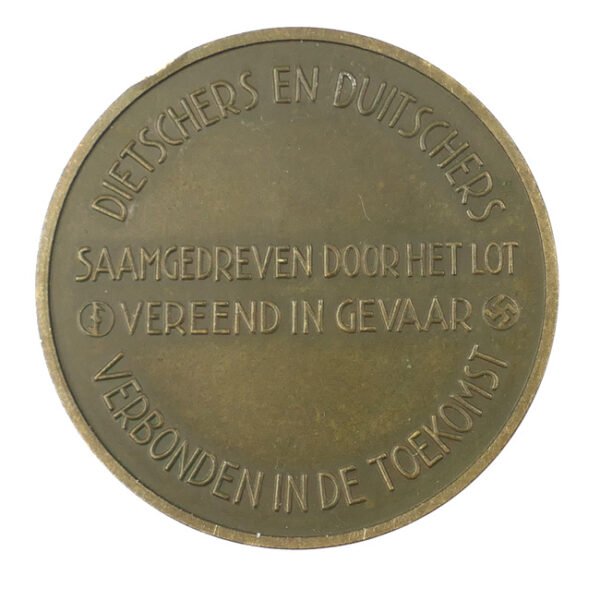 DIETSCHERS EN DUITSCHERS
SAAMGEDREVEN DOOR HET LOT
VEREEND IN GEVAAR
VERBONDEN IN DE TOEKOMST